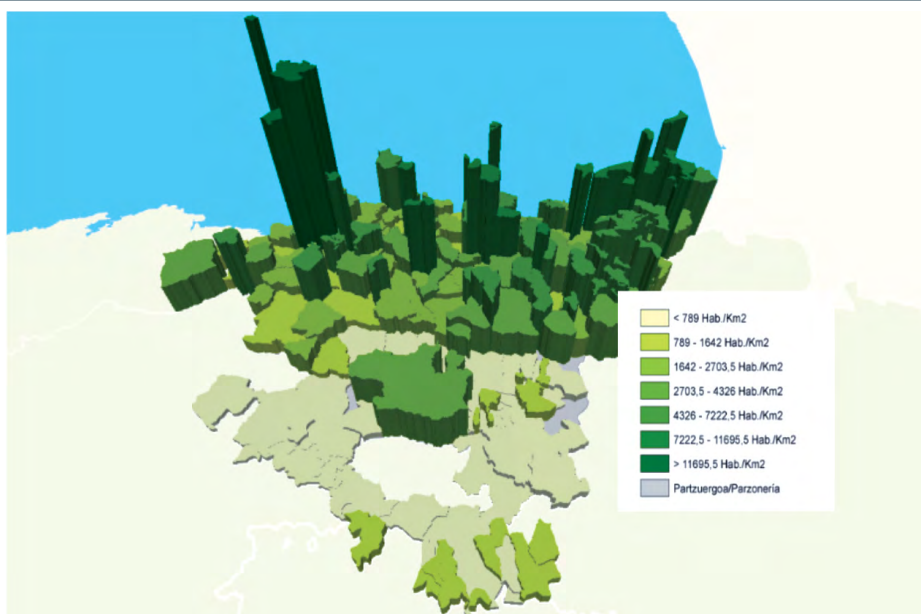 < 789 Hab./Km2
789 - 1642 Hab./Km2
1642 - 2703,5 Hab./Km2
2703,5 - 4326 Hab./Km2
4326 - 7222,5 Hab./Km2
7222,5 - 11695,5 Hab./Km2
> 11695,5 Hab./Km2
Partzuergoa/Parzonería